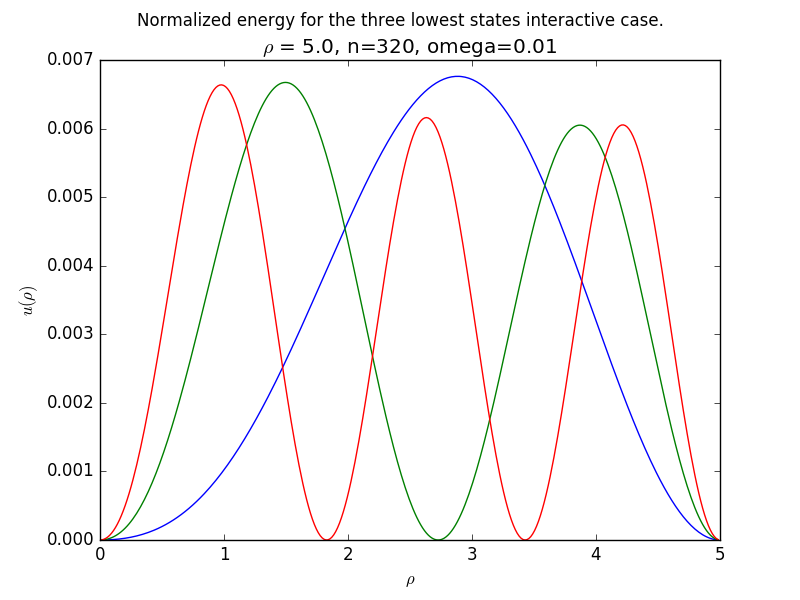 Normalized energy for the three lowest states interactive case.
ρ = 5.0, n=320, omega=0.01
0.007
0.006
0.005
0.004
0.003
0.002
0.001
0.000
u(ρ)
0 1 2 3 4 5
ρ